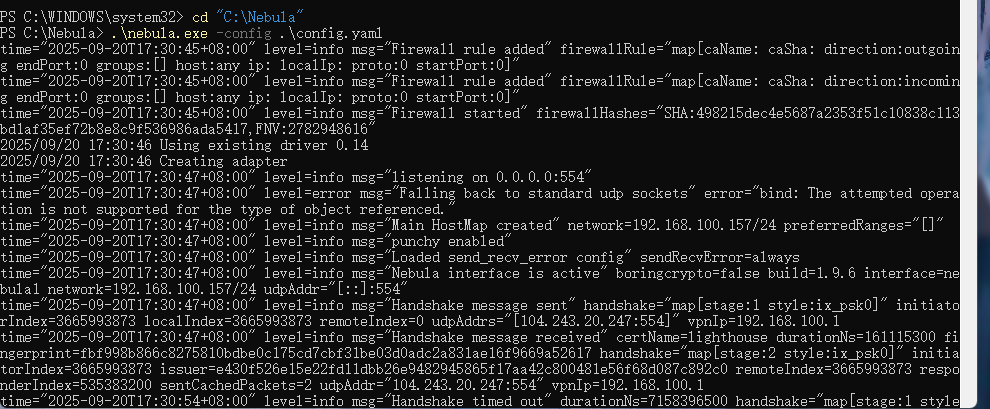 PS C:\WINDOWS\system32> cd "C:\Nebula"
PS C:\Nebula> .\nebula.exe -config .\config.yaml
time="2025-09-20T17:30:45+08:00" level=info msg="Firewall rule added" firewallRule="map[caName: caSha: direction:outgoin
g endPort:0 groups:[] host:any ip: localIp: proto:0 startPort:0]"
time="2025-09-20T17:30:45+08:00" level=info msg="Firewall rule added" firewallRule="map[caName: caSha: direction:incomin
g endPort:0 groups:[] host:any ip: localIp: proto:0 startPort:0]"
time="2025-09-20T17:30:45+08:00" level=info msg="Firewall started" firewallHashes="SHA:498215dec4e5687a2353f51c10838c113
bd1af35ef72b8e8c9f536986ada5417,FNV:2782948616"
2025/09/20 17:30:46 Using existing driver 0.14
2025/09/20 17:30:46 Creating adapter
time="2025-09-20T17:30:47+08:00" level=info msg="listening on 0.0.0.0:554"
time="2025-09-20T17:30:47+08:00" level=error msg="Falling back to standard udp sockets" error="bind: The attempted opera
tion is not supported for the type of object referenced."
time="2025-09-20T17:30:47+08:00" level=info msg="Main HostMap created" network=192.168.100.157/24 preferredRanges="[]"
time="2025-09-20T17:30:47+08:00" level=info msg="punchy enabled"
time="2025-09-20T17:30:47+08:00" level=info msg="Loaded send_recv_error config" sendRecvError=always
time="2025-09-20T17:30:47+08:00" level=info msg="Nebula interface is active" boringcrypto=false build=1.9.6 interface=ne
bula1 network=192.168.100.157/24 udpAddr="[::]:554"
time="2025-09-20T17:30:47+08:00" level=info msg="Handshake message sent" handshake="map[stage:1 style:ix_psk0]" initiato
rIndex=3665993873 localIndex=3665993873 remoteIndex=0 udpAddrs="[104.243.20.247:554]" vpnIp=192.168.100.1
time="2025-09-20T17:30:47+08:00" level=info msg="Handshake message received" certName=lighthouse durationNs=161115300 fi
ngerprint=fbf998b866c8275810bdbe0c175cd7cbf31be03d0adc2a831ae16f9669a52617 handshake="map[stage:2 style:ix_psk0]" initia
torIndex=3665993873 issuer=e430f526e15e22fd11dbb26e9482945865f17aa42c800481e56f68d087c892c0 remoteIndex=3665993873 respo
nderIndex=535383200 sentCachedPackets=2 udpAddr="104.243.20.247:554" vpnIp=192.168.100.1
time="2025-09-20T17:30:54+08:00" level=info msg="Handshake timed out" durationNs=7158396500 handshake="map[stage:1 style